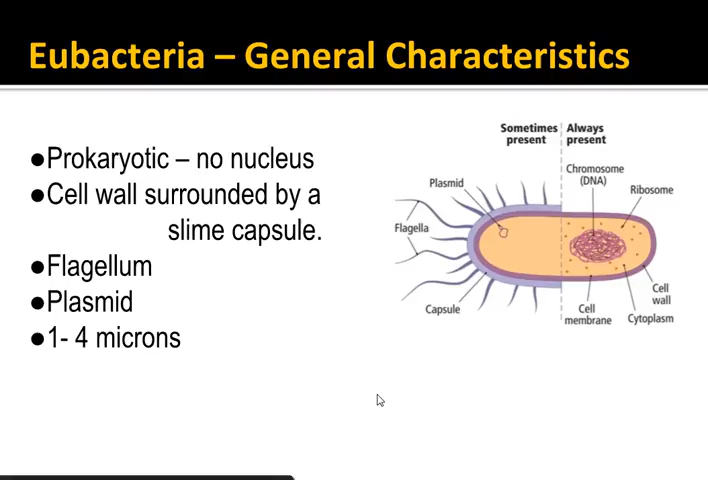 Eubacteria – General Characteristics
●Prokaryotic – no nucleus
●Cell wall surrounded by a
slime capsule.
●Flagellum
●Plasmid
●1- 4 microns
Sometimes present
Always present
Plasmid
Flagella
Capsule
Chromosome (DNA)
Ribosome
Cell wall
Cytoplasm
Cell membrane